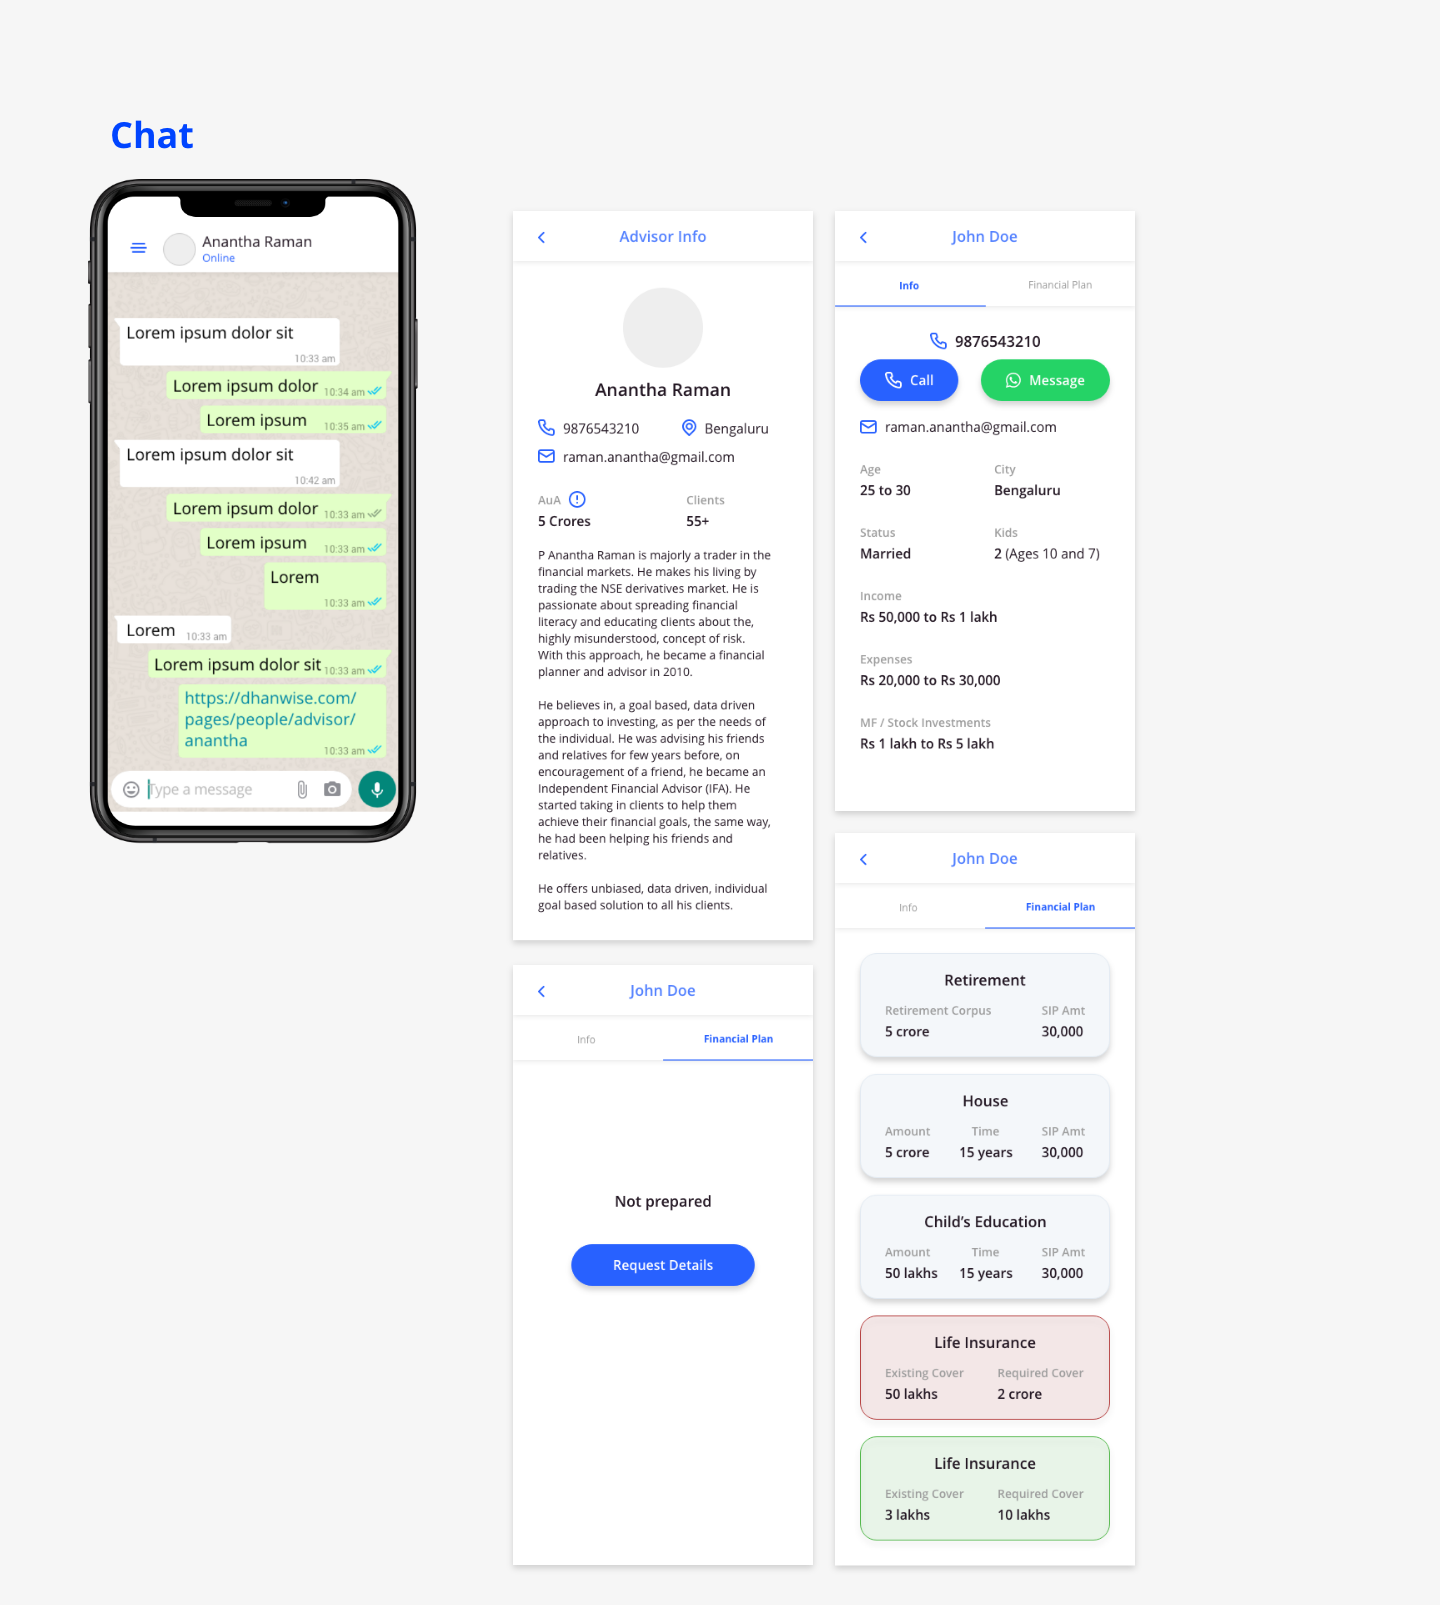 Chat
Anantha Raman
Online
Lorem ipsum dolor sit
10:33 am
Lorem ipsum dolor 10:34 am
Lorem ipsum 10:35 am
Lorem ipsum dolor sit
10:42 am
Lorem ipsum dolor 10:33 am
Lorem ipsum 10:33 am
Lorem
10:33 am
Lorem 10:33 am
Lorem ipsum dolor sit 10:33 am
https://dhanwise.com/
pages/people/advisor/
anantha
10:33 am
Type a message
Advisor Info
Anantha Raman
9876543210 Bengaluru
raman.anantha@gmail.com
AuA Clients
5 Crores 55+
P Anantha Raman is majorly a trader in the
financial markets. He makes his living by
trading the NSE derivatives market. He is
passionate about spreading financial
literacy and educating clients about the,
highly misunderstood, concept of risk.
With this approach, he became a financial
planner and advisor in 2010.
He believes in, a goal based, data driven
approach to investing, as per the needs of
the individual. He was advising his friends
and relatives for few years before, on
encouragement of a friend, he became an
Independent Financial Advisor (IFA). He
started taking in clients to help them
achieve their financial goals, the same way,
he had been helping his friends and
relatives.
He offers unbiased, data driven, individual
goal based solution to all his clients.
John Doe
Info Financial Plan
9876543210
Call Message
raman.anantha@gmail.com
Age City
25 to 30 Bengaluru
Status Kids
Married 2 (Ages 10 and 7)
Income
Rs 50,000 to Rs 1 lakh
Expenses
Rs 20,000 to Rs 30,000
MF / Stock Investments
Rs 1 lakh to Rs 5 lakh
John Doe
Info Financial Plan
Not prepared
Request Details
John Doe
Info Financial Plan
Retirement
Retirement Corpus SIP Amt
5 crore 30,000
House
Amount Time SIP Amt
5 crore 15 years 30,000
Child's Education
Amount Time SIP Amt
50 lakhs 15 years 30,000
Life Insurance
Existing Cover Required Cover
50 lakhs 2 crore
Life Insurance
Existing Cover Required Cover
3 lakhs 10 lakhs